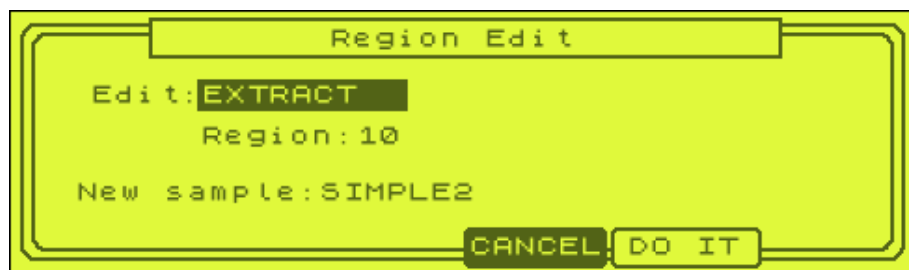 Region Edit
Edit:EXTRACT
Region:10
New sample:SIMPLE2
CANCEL DO IT